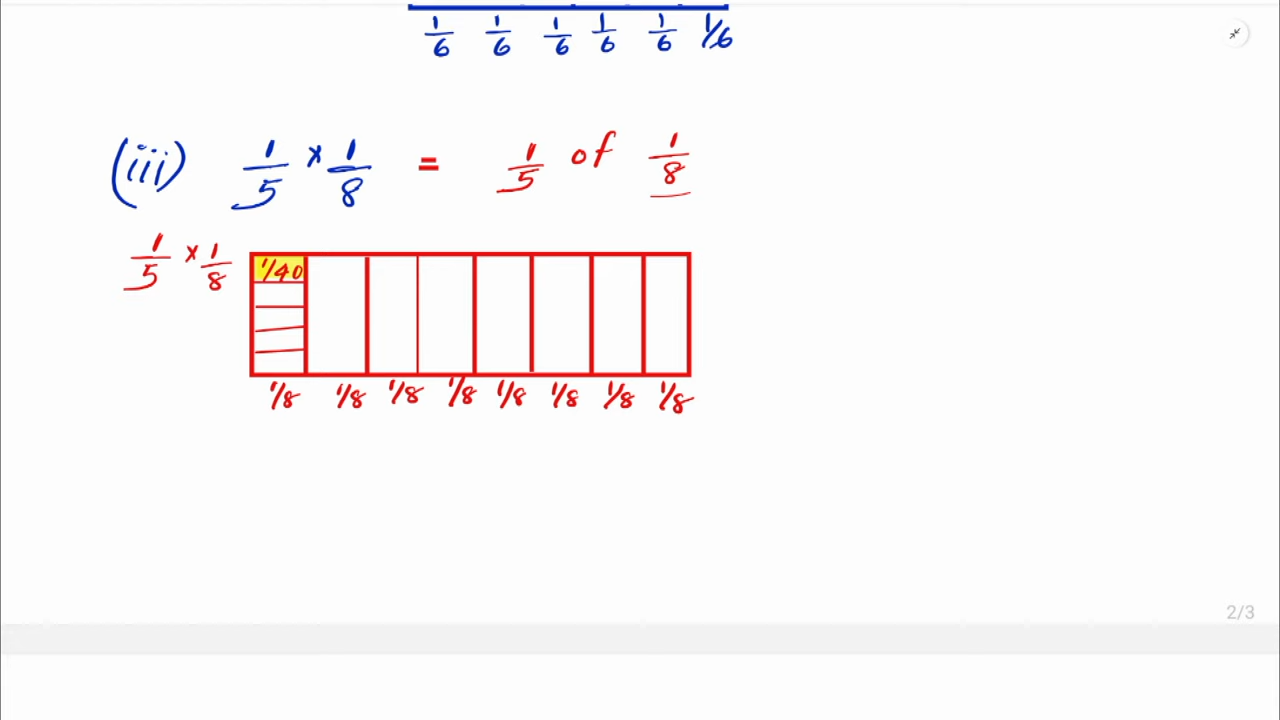 1/6 1/6 1/6 1/6 1/6 1/6
(iii) 1/5 × 1/8 = 1/5 of 1/8
1/5 × 1/8 1/40
1/8 1/8 1/8 1/8 1/8 1/8 1/8 1/8
2/3